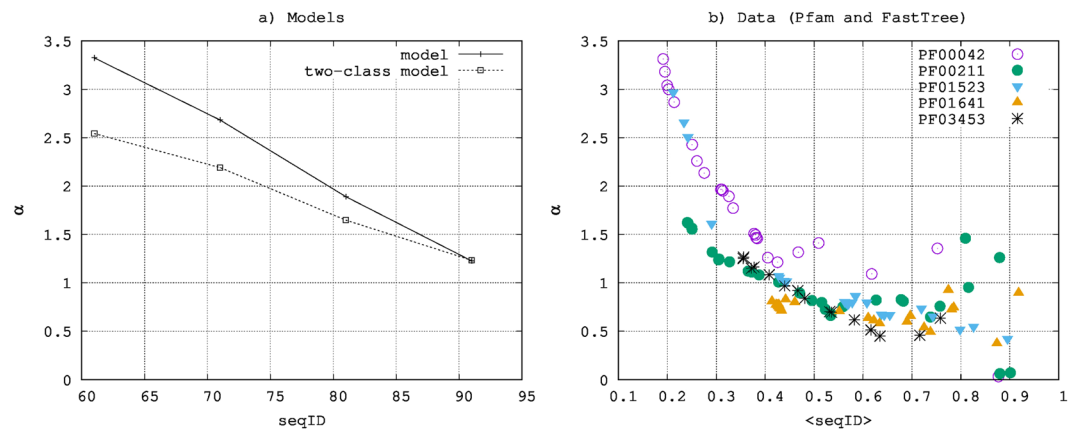 a) Models
3.5
3
2.5
2
1.5
1
0.5
0
α
60 65 70 75 80 85 90 95
seqID
model
two-class model
b) Data (Pfam and FastTree)
3.5
3
2.5
2
1.5
1
0.5
0
α
0.1 0.2 0.3 0.4 0.5 0.6 0.7 0.8 0.9 1
<seqID>
PF00042
PF00211
PF01523
PF01641
PF03453